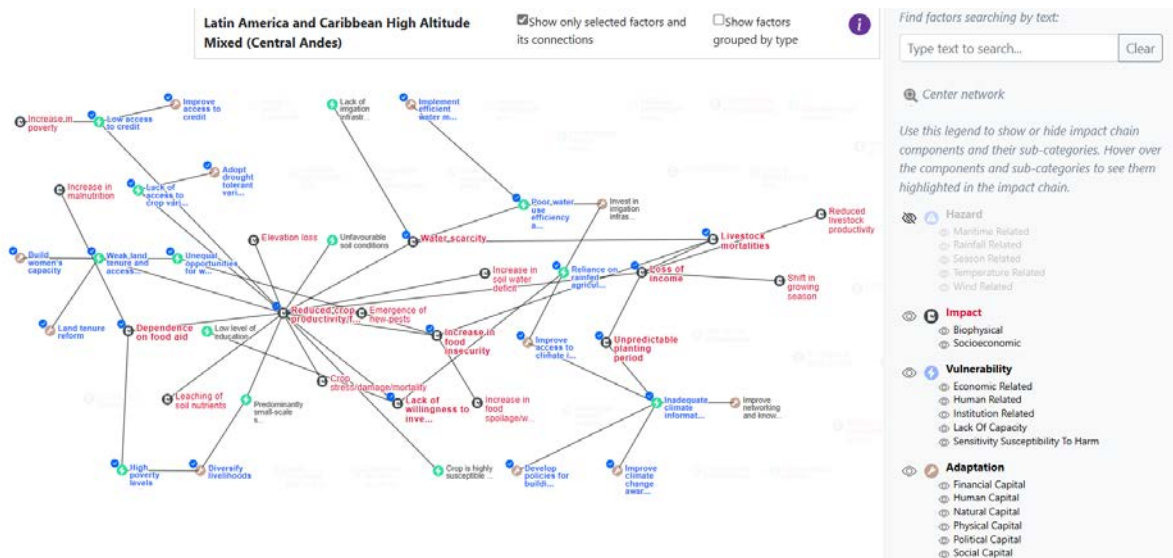 Latin America and Caribbean High Altitude
Mixed (Central Andes)
Show only selected factors and
its connections
Show factors
grouped by type
i
Find factors searching by text:
Type text to search...
Clear
Center network
Use this legend to show or hide impact chain
components and their sub-categories. Hover over
the components and sub-categories to see them
highlighted in the impact chain.
Hazard
Maritime Related
Rainfall Related
Season Related
Temperature Related
Wind Related
Impact
Biophysical
Socioeconomic
Vulnerability
Economic Related
Human Related
Institution Related
Lack Of Capacity
Sensitivity Susceptibility To Harm
Adaptation
Financial Capital
Human Capital
Natural Capital
Physical Capital
Political Capital
Social Capital
Improve
access to
credit
Increase in
poverty
Low access
to credit
Lack of
irrigation
infrastr...
Implement
efficient
water m...
Adopt
drought
tolerant
vari...
Increase in
malnutrition
Lack of
access to
crop vari...
Poor water
use
efficiency
a...
Invest in
irrigation
infras...
Reduced
livestock
productivity
Elevation loss
Unfavourable
soil conditions
Water scarcity
Livestock
mortalities
Build
women's
capacity
Weak land
tenure and
access...
Unequal
opportunities
for w...
Increase in
soil water
deficit
Reliance on
rainfed
agricul...
Loss of
income
Shift in
growing
season
Reduced crop
productivity/r...
Emergence of
new pests
Land tenure
reform
Dependence
on food aid
Low level of
education
Increase in
food
insecurity
Improve
access to
climate i...
Unpredictable
planting
period
Crop
stress/damage/mortality
Leaching of
soil nutrients
Predominantly
small-scale
s...
Lack of
willingness to
inve...
Increase in
food
spoilage/w...
Inadequate
climate
informat...
Improve
networking
and know...
High
poverty
levels
Diversify
livelihoods
Crop is highly
susceptible ...
Develop
policies for
buildi...
Improve
climate
change
awar...